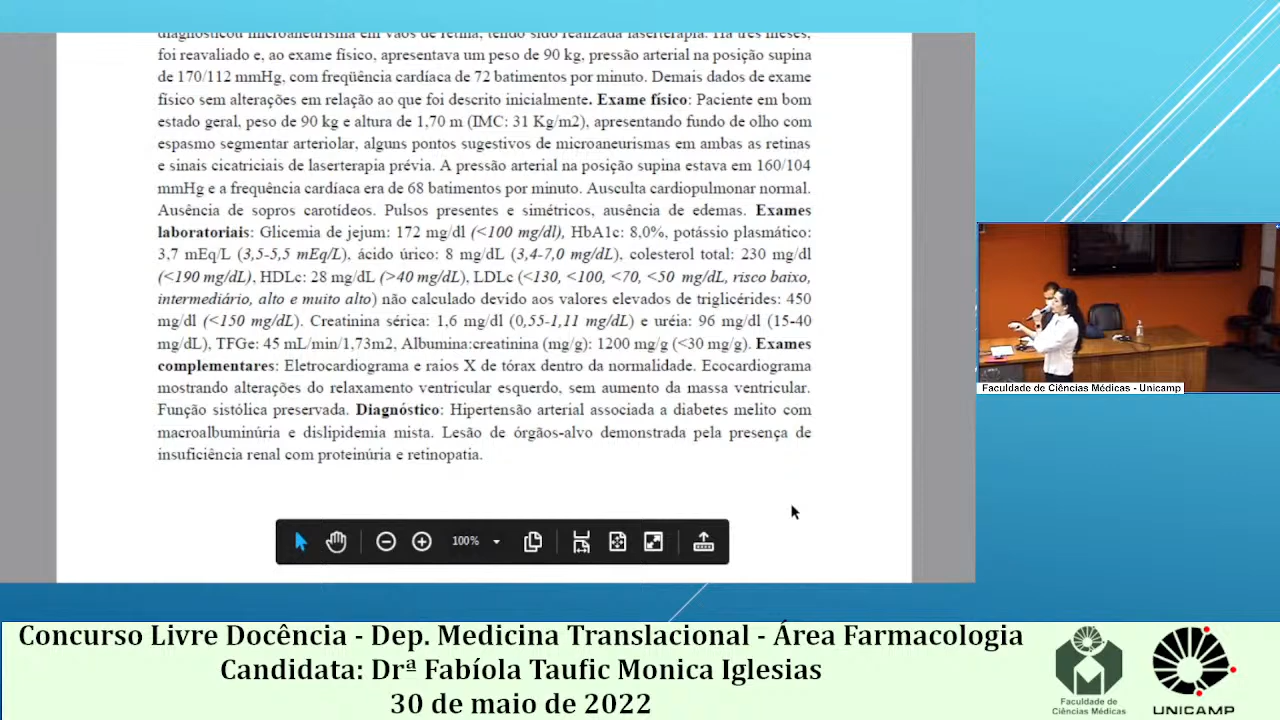 diagnosticou microaneurisma em vaos de retina, tendo sido realizada laserterapia. Há três meses,
foi reavaliado e, ao exame físico, apresentava um peso de 90 kg, pressão arterial na posição supina
de 170/112 mmHg, com freqüência cardíaca de 72 batimentos por minuto. Demais dados de exame
físico sem alterações em relação ao que foi descrito inicialmente. Exame físico: Paciente em bom
estado geral, peso de 90 kg e altura de 1,70 m (IMC: 31 Kg/m2), apresentando fundo de olho com
espasmo segmentar arteriolar, alguns pontos sugestivos de microaneurismas em ambas as retinas
e sinais cicatriciais de laserterapia prévia. A pressão arterial na posição supina estava em 160/104
mmHg e a frequência cardíaca era de 68 batimentos por minuto. Ausculta cardiopulmonar normal.
Ausência de sopros carotídeos. Pulsos presentes e simétricos, ausência de edemas. Exames
laboratoriais: Glicemia de jejum: 172 mg/dl (<100 mg/dl), HbA1c: 8,0%, potássio plasmático:
3,7 mEq/L (3,5-5,5 mEq/L), ácido úrico: 8 mg/dL (3,4-7,0 mg/dL), colesterol total: 230 mg/dl
(<190 mg/dL), HDLc: 28 mg/dL (>40 mg/dL), LDLc (<130, <100, <70, <50 mg/dL, risco baixo,
intermediário, alto e muito alto) não calculado devido aos valores elevados de triglicérides: 450
mg/dl (<150 mg/dL). Creatinina sérica: 1,6 mg/dl (0,55-1,11 mg/dL) e uréia: 96 mg/dl (15-40
mg/dL), TFGe: 45 mL/min/1,73m2, Albumina:creatinina (mg/g): 1200 mg/g (<30 mg/g). Exames
complementares: Eletrocardiograma e raios X de tórax dentro da normalidade. Ecocardiograma
mostrando alterações do relaxamento ventricular esquerdo, sem aumento da massa ventricular.
Função sistólica preservada. Diagnóstico: Hipertensão arterial associada a diabetes melito com
macroalbuminúria e dislipidemia mista. Lesão de órgãos-alvo demonstrada pela presença de
insuficiência renal com proteinúria e retinopatia.
100%
Faculdade de Ciências Médicas - Unicamp
Concurso Livre Docência - Dep. Medicina Translacional - Área Farmacologia
Candidata: Drª Fabíola Taufic Monica Iglesias
30 de maio de 2022
Faculdade de
Ciências Médicas
UNICAMP